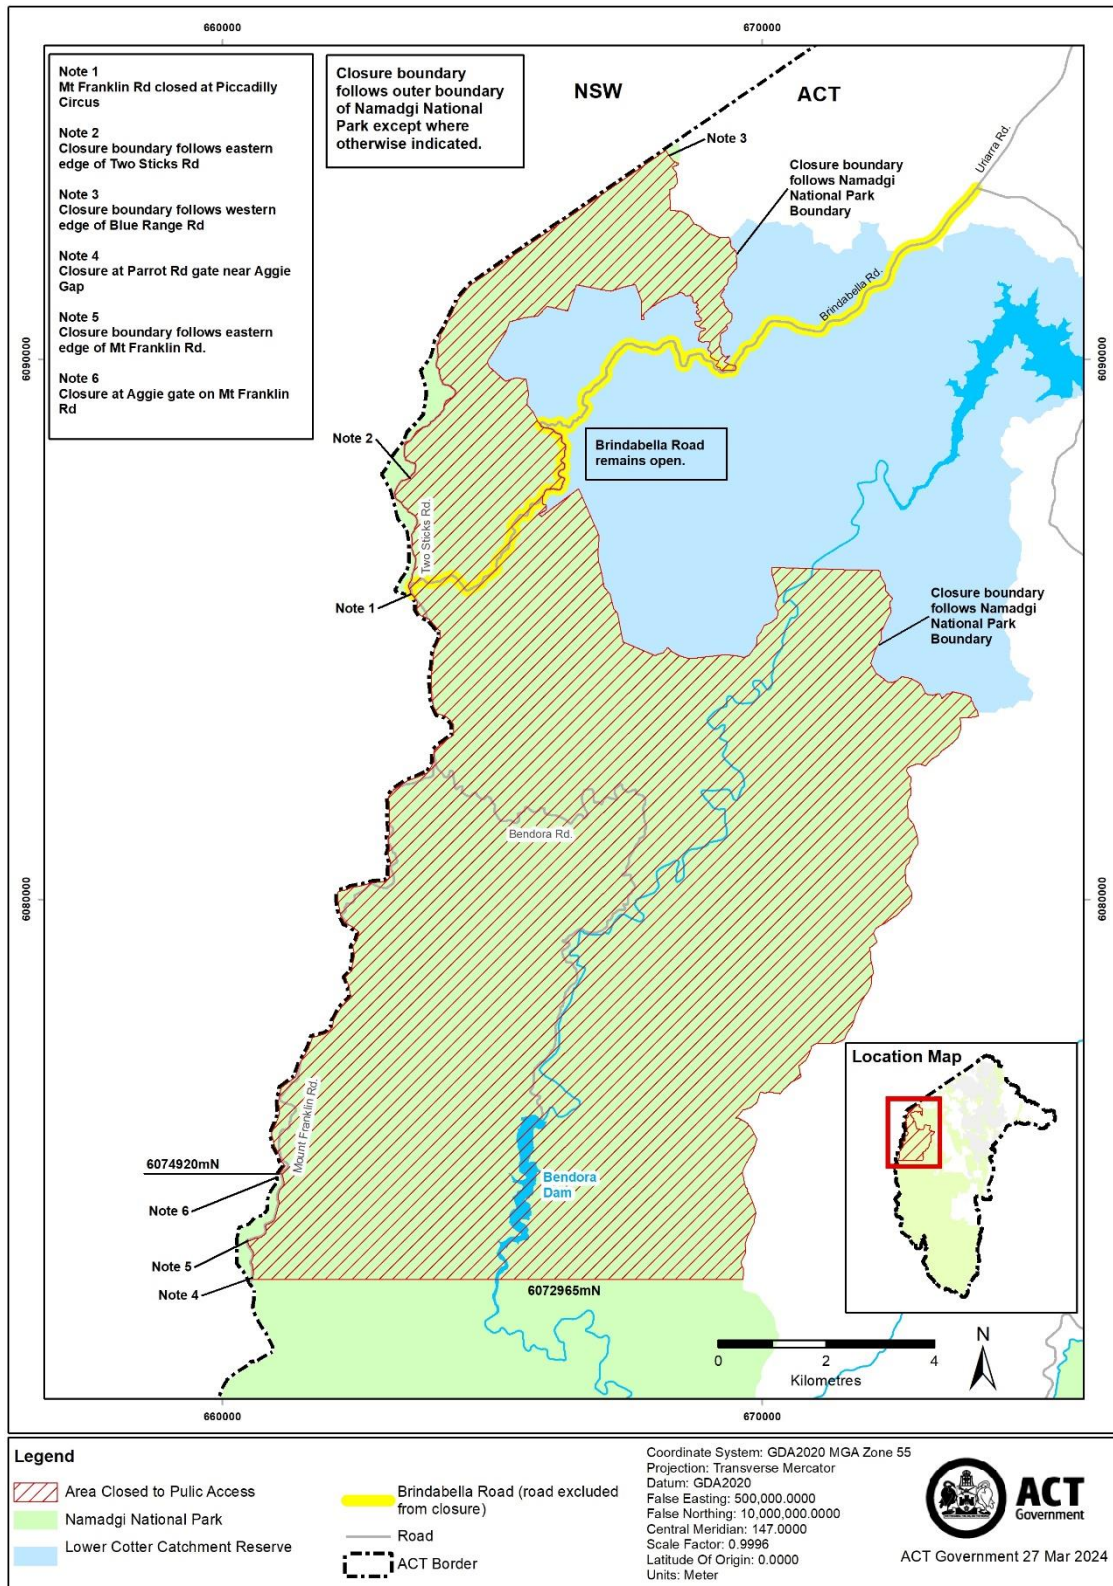 660000
670000
Note 1
Mt Franklin Rd closed at Piccadilly
Circus
Note 2
Closure boundary follows eastern
edge of Two Sticks Rd
Note 3
Closure boundary follows western
edge of Blue Range Rd
Note 4
Closure at Parrot Rd gate near Aggie
Gap
Note 5
Closure boundary follows eastern
edge of Mt Franklin Rd.
Note 6
Closure at Aggie gate on Mt Franklin
Rd
Closure boundary
follows outer boundary
of Namadgi National
Park except where
otherwise indicated.
NSW
ACT
Note 3
Uriarra Rd.
Closure boundary
follows Namadgi
National Park
Boundary
Brindabella Rd.
6090000
6090000
Note 2
Brindabella Road
remains open.
Two Sticks Rd.
Note 1
Closure boundary
follows Namadgi
National Park
Boundary
Bendora Rd.
6080000
6080000
Location Map
Mount Franklin Rd.
6074920mN
Bendora
Dam
Note 6
Note 5
Note 4
6072965mN
N
0 2 4
Kilometres
660000
670000
Legend
Area Closed to Pulic Access
Namadgi National Park
Lower Cotter Catchment Reserve
Brindabella Road (road excluded
from closure)
Road
ACT Border
Coordinate System: GDA2020 MGA Zone 55
Projection: Transverse Mercator
Datum: GDA2020
False Easting: 500,000.0000
False Northing: 10,000,000.0000
Central Meridian: 147.0000
Scale Factor: 0.9996
Latitude Of Origin: 0.0000
Units: Meter
ACT
Government
ACT Government 27 Mar 2024